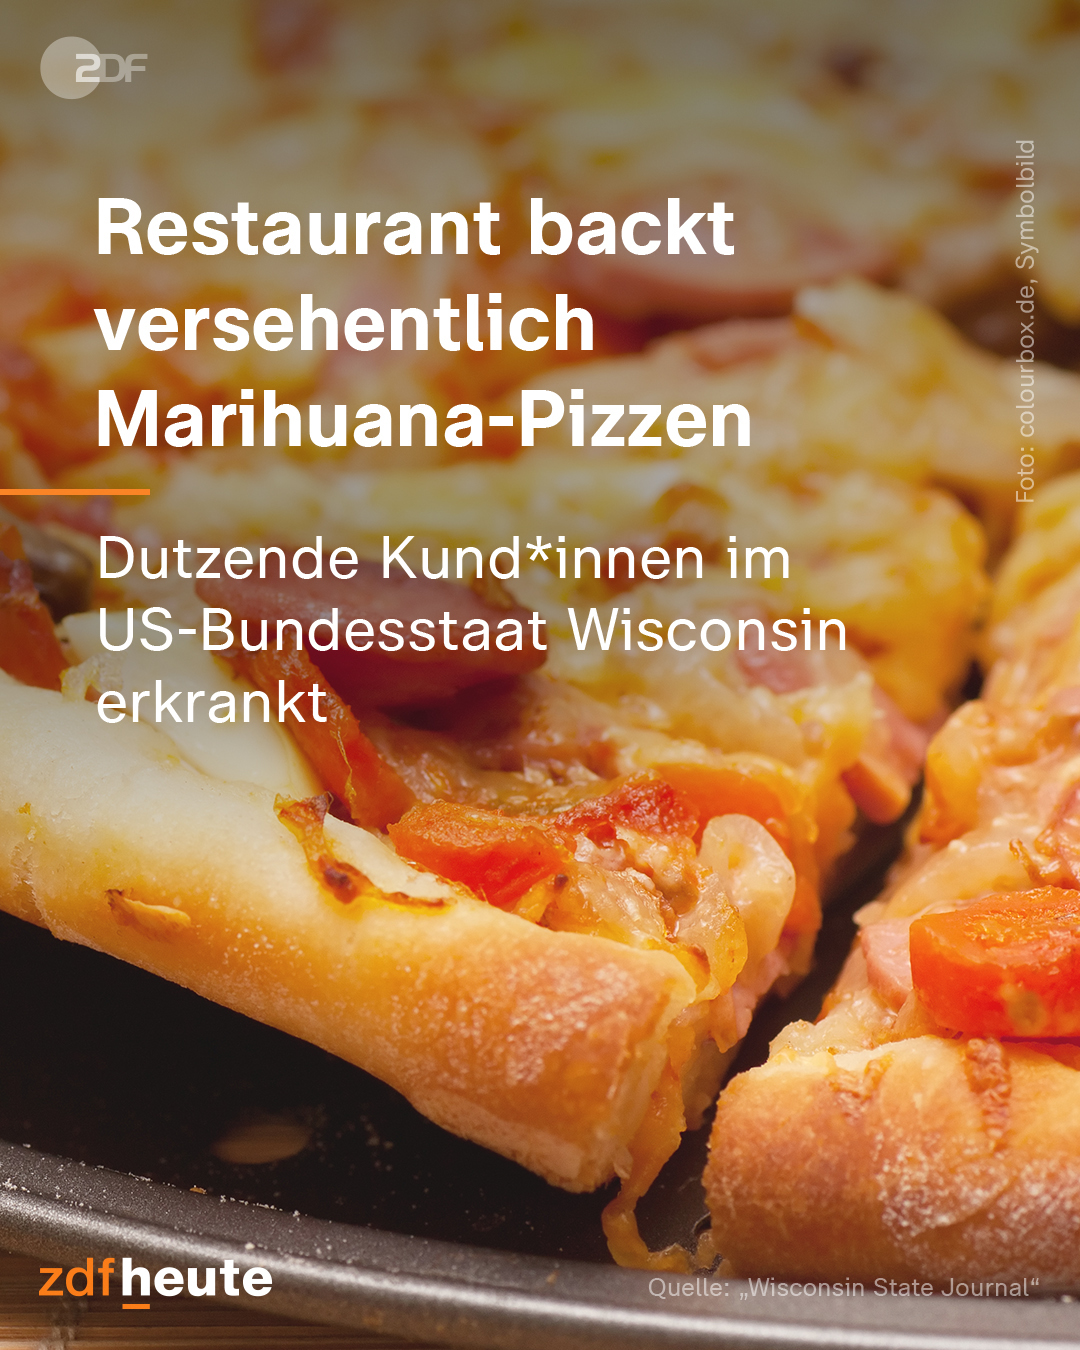 ZDF
Restaurant backt
versehentlich
Marihuana-Pizzen
Dutzende Kund*innen im
US-Bundesstaat Wisconsin
erkrankt
Foto: colourbox.de, Symbolbild
zdfheute
Quelle: „Wisconsin State Journal“